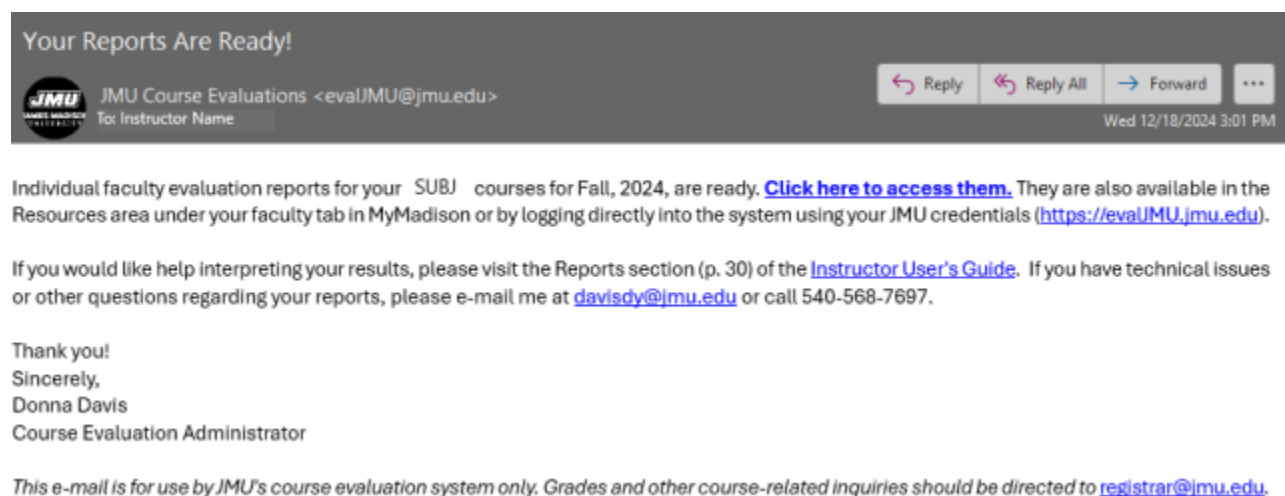 Your Reports Are Ready!
JMU
JAMES MADISON
UNIVERSITY
JMU Course Evaluations <evalJMU@jmu.edu>
To: Instructor Name
Reply
Reply All
Forward
...
Wed 12/18/2024 3:01 PM
Individual faculty evaluation reports for your SUBJ courses for Fall, 2024, are ready. Click here to access them. They are also available in the
Resources area under your faculty tab in MyMadison or by logging directly into the system using your JMU credentials (https://evalJMU.jmu.edu).
If you would like help interpreting your results, please visit the Reports section (p. 30) of the Instructor User's Guide. If you have technical issues
or other questions regarding your reports, please e-mail me at davisdy@jmu.edu or call 540-568-7697.
Thank you!
Sincerely,
Donna Davis
Course Evaluation Administrator
This e-mail is for use by JMU's course evaluation system only. Grades and other course-related inquiries should be directed to registrar@jmu.edu.